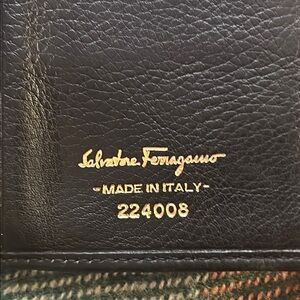 Salvatore Ferragamo
-MADE IN ITALY-
224008